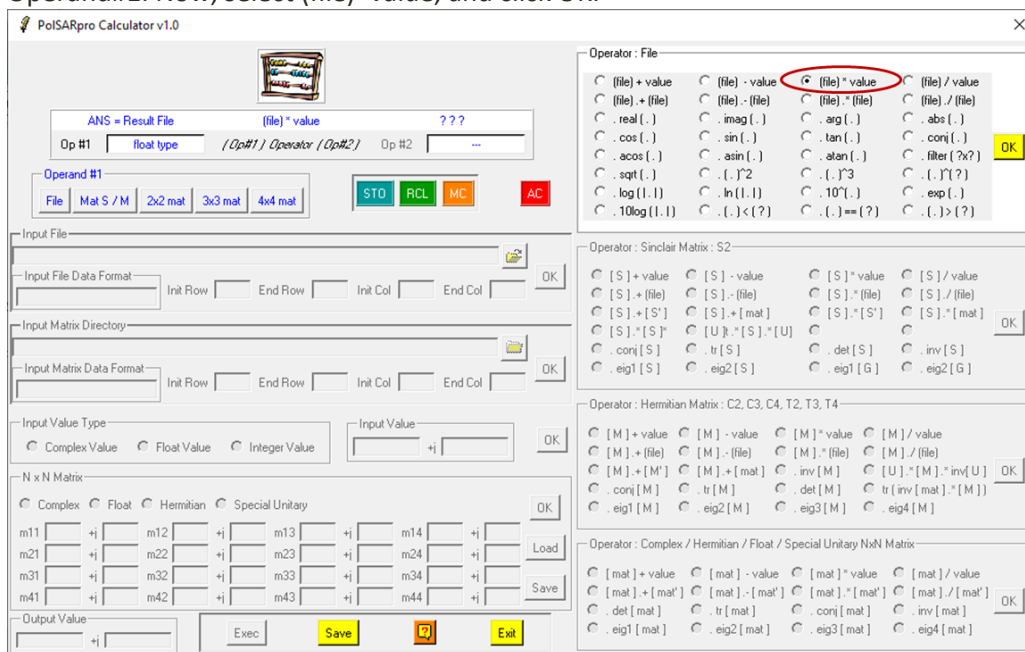 Operand#1. Now, select (file)*value, and click OK.
PolSARpro Calculator v1.0
ANS = Result File (file) * value ? ? ?
Op #1 float type ( Op#1 ) Operator ( Op#2 ) Op #2 ---
Operand #1
File Mat S / M 2x2 mat 3x3 mat 4x4 mat STO RCL MC AC
Input File
Input File Data Format
Init Row End Row Init Col End Col OK
Input Matrix Directory
Input Matrix Data Format
Init Row End Row Init Col End Col OK
Input Value Type Input Value
Complex Value Float Value Integer Value +j OK
N x N Matrix
Complex Float Hermitian Special Unitary OK
m11 +j m12 +j m13 +j m14 +j
m21 +j m22 +j m23 +j m24 +j Load
m31 +j m32 +j m33 +j m34 +j
m41 +j m42 +j m43 +j m44 +j Save
Output Value
+j Exec Save ? Exit
Operator : File
(file) + value (file) - value (file) * value (file) / value
(file) .+ (file) (file) .- (file) (file) .* (file) (file) ./ (file)
. real ( . ) . imag ( . ) . arg ( . ) . abs ( . )
. cos ( . ) . sin ( . ) . tan ( . ) . conj ( . )
OK
. acos ( . ) . asin ( . ) . atan ( . ) . filter ( ?x? )
. sqrt ( . ) . ( . )^2 . ( . )^3 . ( . )^( ? )
. log ( | . | ) . ln ( | . | ) . 10^( . ) . exp ( . )
. 10log ( | . | ) . ( . ) < ( ? ) . ( . ) == ( ? ) . ( . ) > ( ? )
Operator : Sinclair Matrix : S2
[ S ] + value [ S ] - value [ S ] * value [ S ] / value
[ S ] .+ (file) [ S ] .- (file) [ S ] .* (file) [ S ] ./ (file)
[ S ] .+ [ S' ] [ S ] .+ [ mat ] [ S ] .* [ S' ] [ S ] .* [ mat ]
OK
[ S ] .* [ S ]* [ U ]t .* [ S ] .* [ U]
. conj [ S ] . tr [ S ] . det [ S ] . inv [ S ]
. eig1 [ S ] . eig2 [ S ] . eig1 [ G ] . eig2 [ G ]
Operator : Hermitian Matrix : C2, C3, C4, T2, T3, T4
[ M ] + value [ M ] - value [ M ] * value [ M ] / value
[ M ] .+ (file) [ M ] .- (file) [ M ] .* (file) [ M ] ./ (file)
[ M ] .+ [ M' ] [ M ] .+ [ mat ] . inv [ M ] [ U ] .* [ M ] .* inv[ U ] OK
. conj [ M ] . tr [ M ] . det [ M ] tr ( inv [ mat ] .* [ M ] )
. eig1 [ M ] . eig2 [ M ] . eig3 [ M ] . eig4 [ M ]
Operator : Complex / Hermitian / Float / Special Unitary NxN Matrix
[ mat ] + value [ mat ] - value [ mat ] * value [ mat ] / value
[ mat ] .+ [ mat' ] [ mat ] .- [ mat' ] [ mat ] .* [ mat' ] [ mat ] ./ [ mat' ]
OK
. det [ mat ] . tr [ mat ] . conj [ mat ] . inv [ mat ]
. eig1 [ mat ] . eig2 [ mat ] . eig3 [ mat ] . eig4 [ mat ]